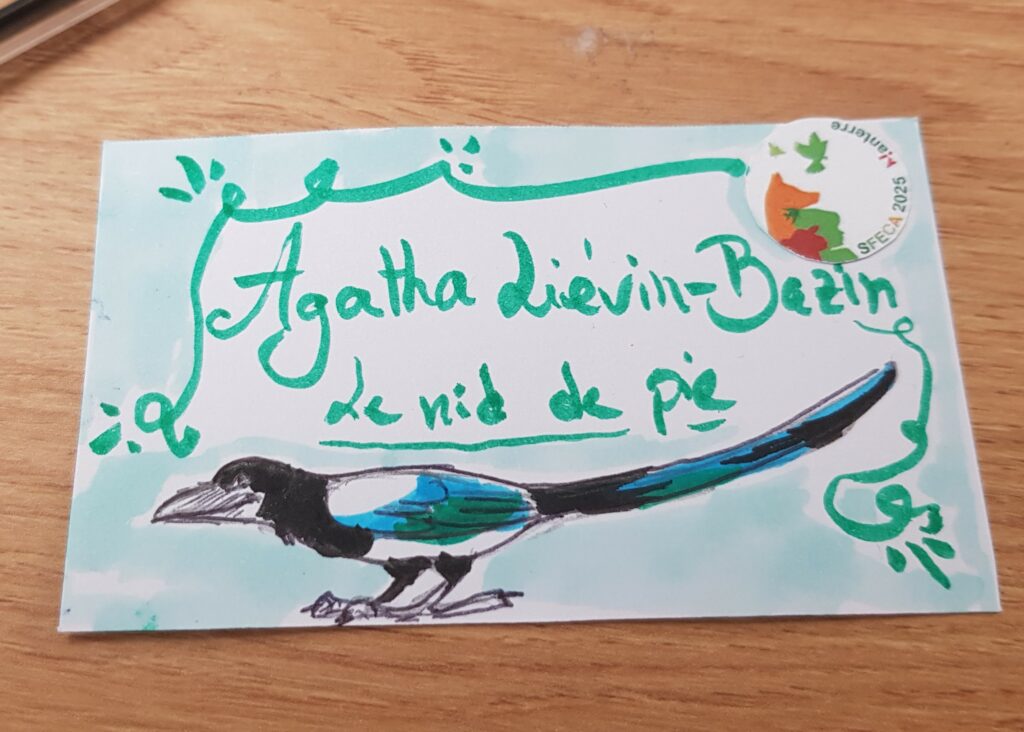 Nanterre
SFECA 2025
Agatha Liévin-Bazin
Le nid de pie